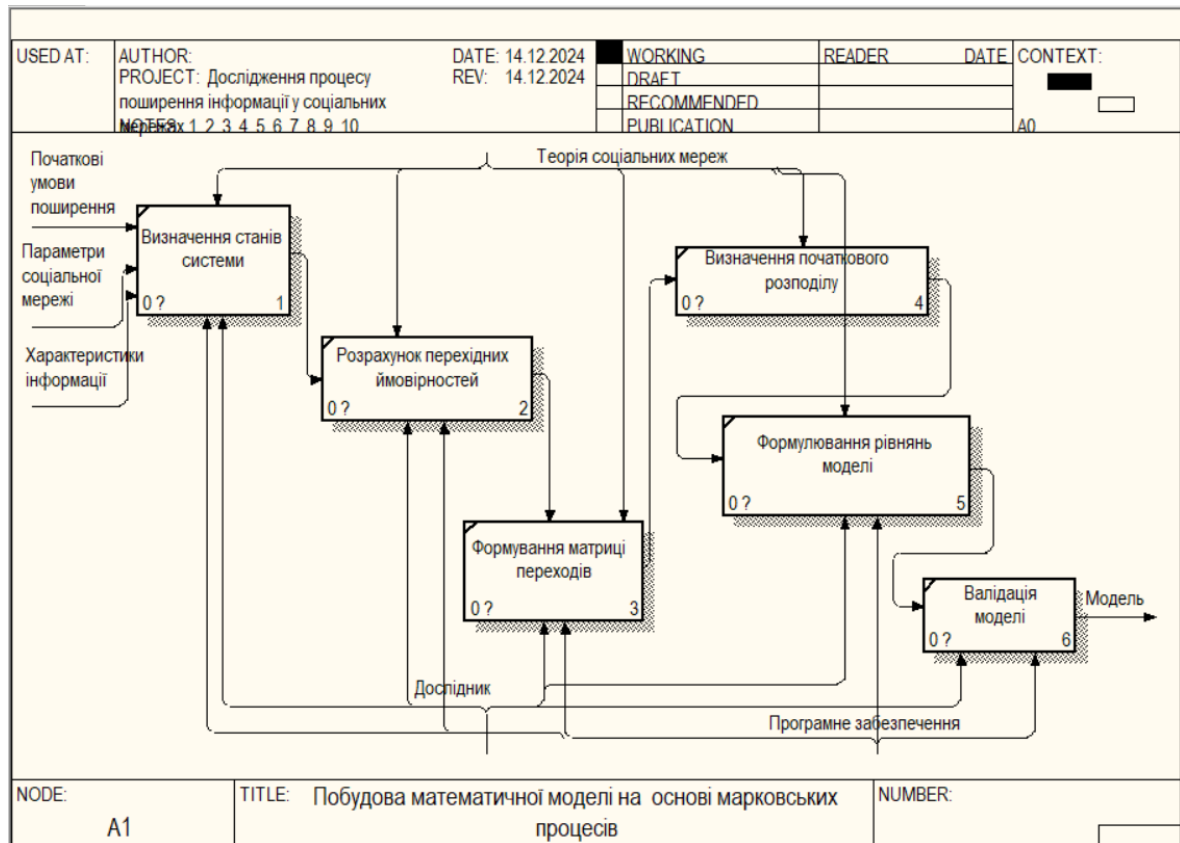 USED AT:
AUTHOR:
DATE: 14.12.2024
PROJECT: Дослідження процесу
REV: 14.12.2024
поширення інформації у соціальних
мережах
NOTES: 1 2 3 4 5 6 7 8 9 10
WORKING
DRAFT
RECOMMENDED
PUBLICATION
READER
DATE
CONTEXT:
A0
Початкові
умови
поширення
Параметри
соціальної
мережі
Характеристики
інформації
Теорія соціальних мереж
Визначення станів
системи
0 ?
1
Розрахунок перехідних
ймовірностей
0 ?
2
Формування матриці
переходів
0 ?
3
Визначення початкового
розподілу
0 ?
4
Формулювання рівнянь
моделі
0 ?
5
Валідація
моделі
0 ?
6
Модель
Дослідник
Програмне забезпечення
NODE:
A1
TITLE: Побудова математичної моделі на основі марковських
процесів
NUMBER: